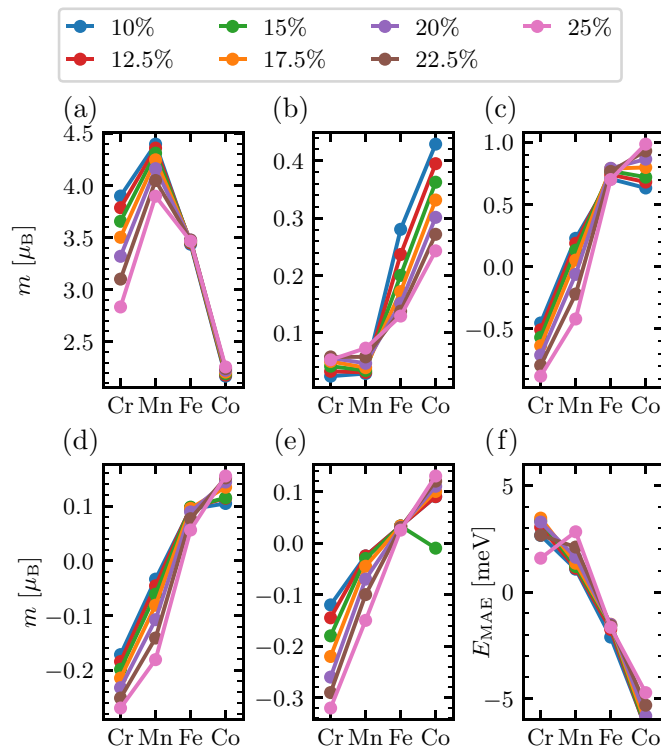 10% 15% 20% 25%
12.5% 17.5% 22.5%
(a) (b) (c)
4.5
4.0
3.5
3.0
2.5
m [μB]
Cr Mn Fe Co
0.4
0.3
0.2
0.1
Cr Mn Fe Co
1.0
0.5
0.0
−0.5
Cr Mn Fe Co
(d) (e) (f)
0.1
0.0
−0.1
−0.2
m [μB]
Cr Mn Fe Co
0.1
0.0
−0.1
−0.2
−0.3
Cr Mn Fe Co
5
0
−5
EMAE [meV]
Cr Mn Fe Co